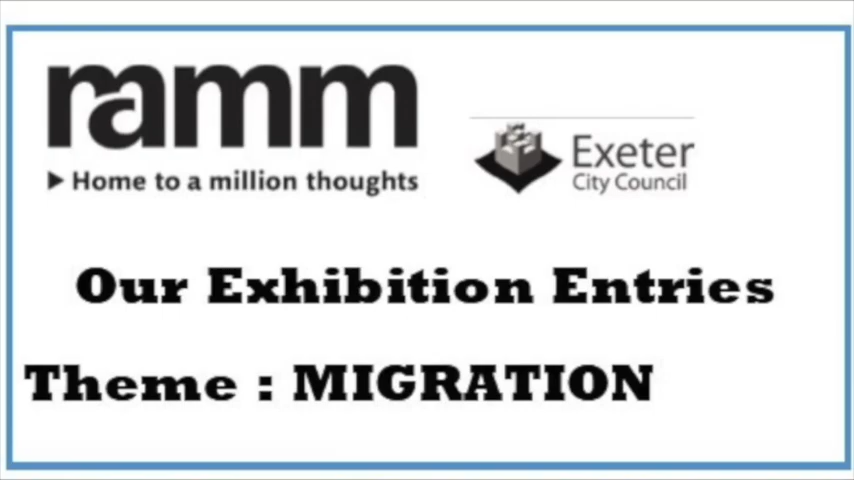 ramm
Home to a million thoughts
Exeter
City Council
Our Exhibition Entries
Theme : MIGRATION